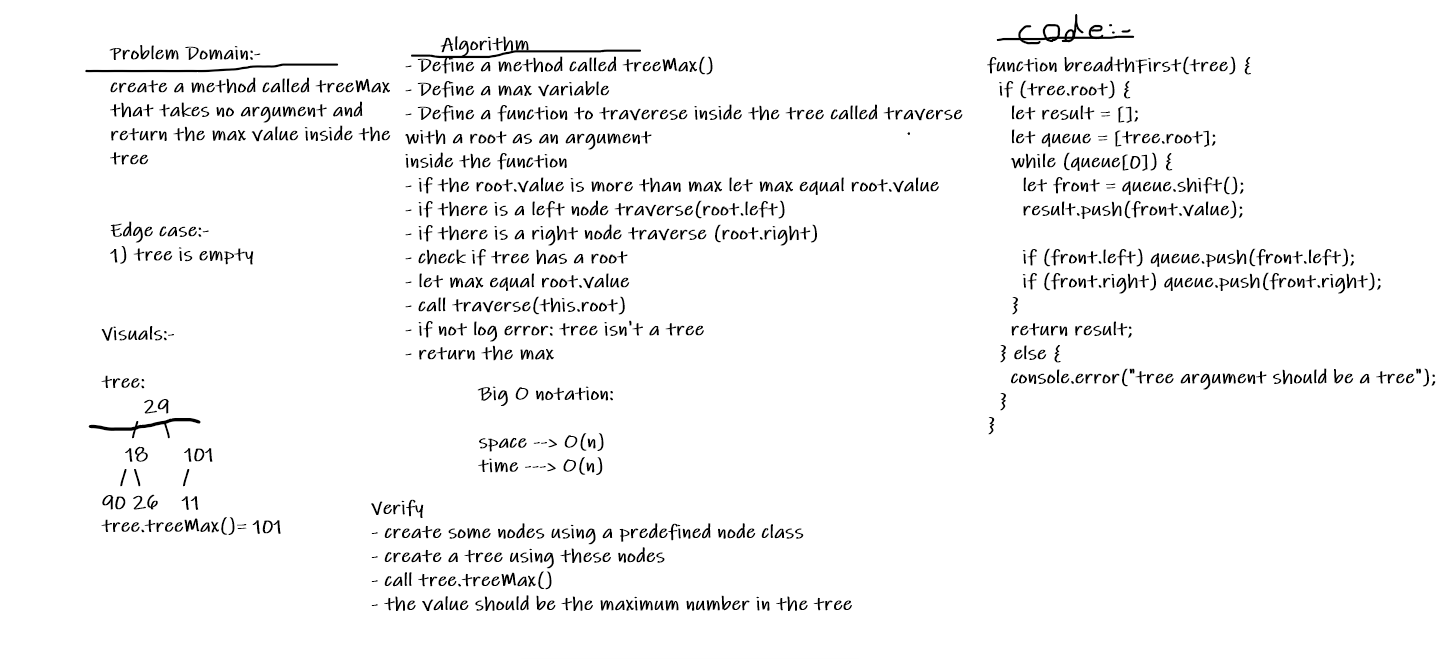 Problem Domain:-
create a method called treeMax
that takes no argument and
return the max value inside the
tree
Edge case:-
1) tree is empty
Visuals:-
tree:
29
18 101
90 26 11
tree.treeMax()= 101
Algorithm
- Define a method called treeMax()
- Define a max variable
- Define a function to traverese inside the tree called traverse
with a root as an argument
inside the function
- if the root.value is more than max let max equal root.value
- if there is a left node traverse(root.left)
- if there is a right node traverse (root.right)
- check if tree has a root
- let max equal root.value
- call traverse(this.root)
- if not log error: tree isn't a tree
- return the max
Big O notation:
space --> O(n)
time ---> O(n)
Verify
- create some nodes using a predefined node class
- create a tree using these nodes
- call tree.treeMax()
- the value should be the maximum number in the tree
code:-
function breadthFirst(tree) {
if (tree.root) {
let result = [];
let queue = [tree.root];
while (queue[0]) {
let front = queue.shift();
result.push(front.value);
if (front.left) queue.push(front.left);
if (front.right) queue.push(front.right);
}
return result;
} else {
console.error("tree argument should be a tree");
}
}